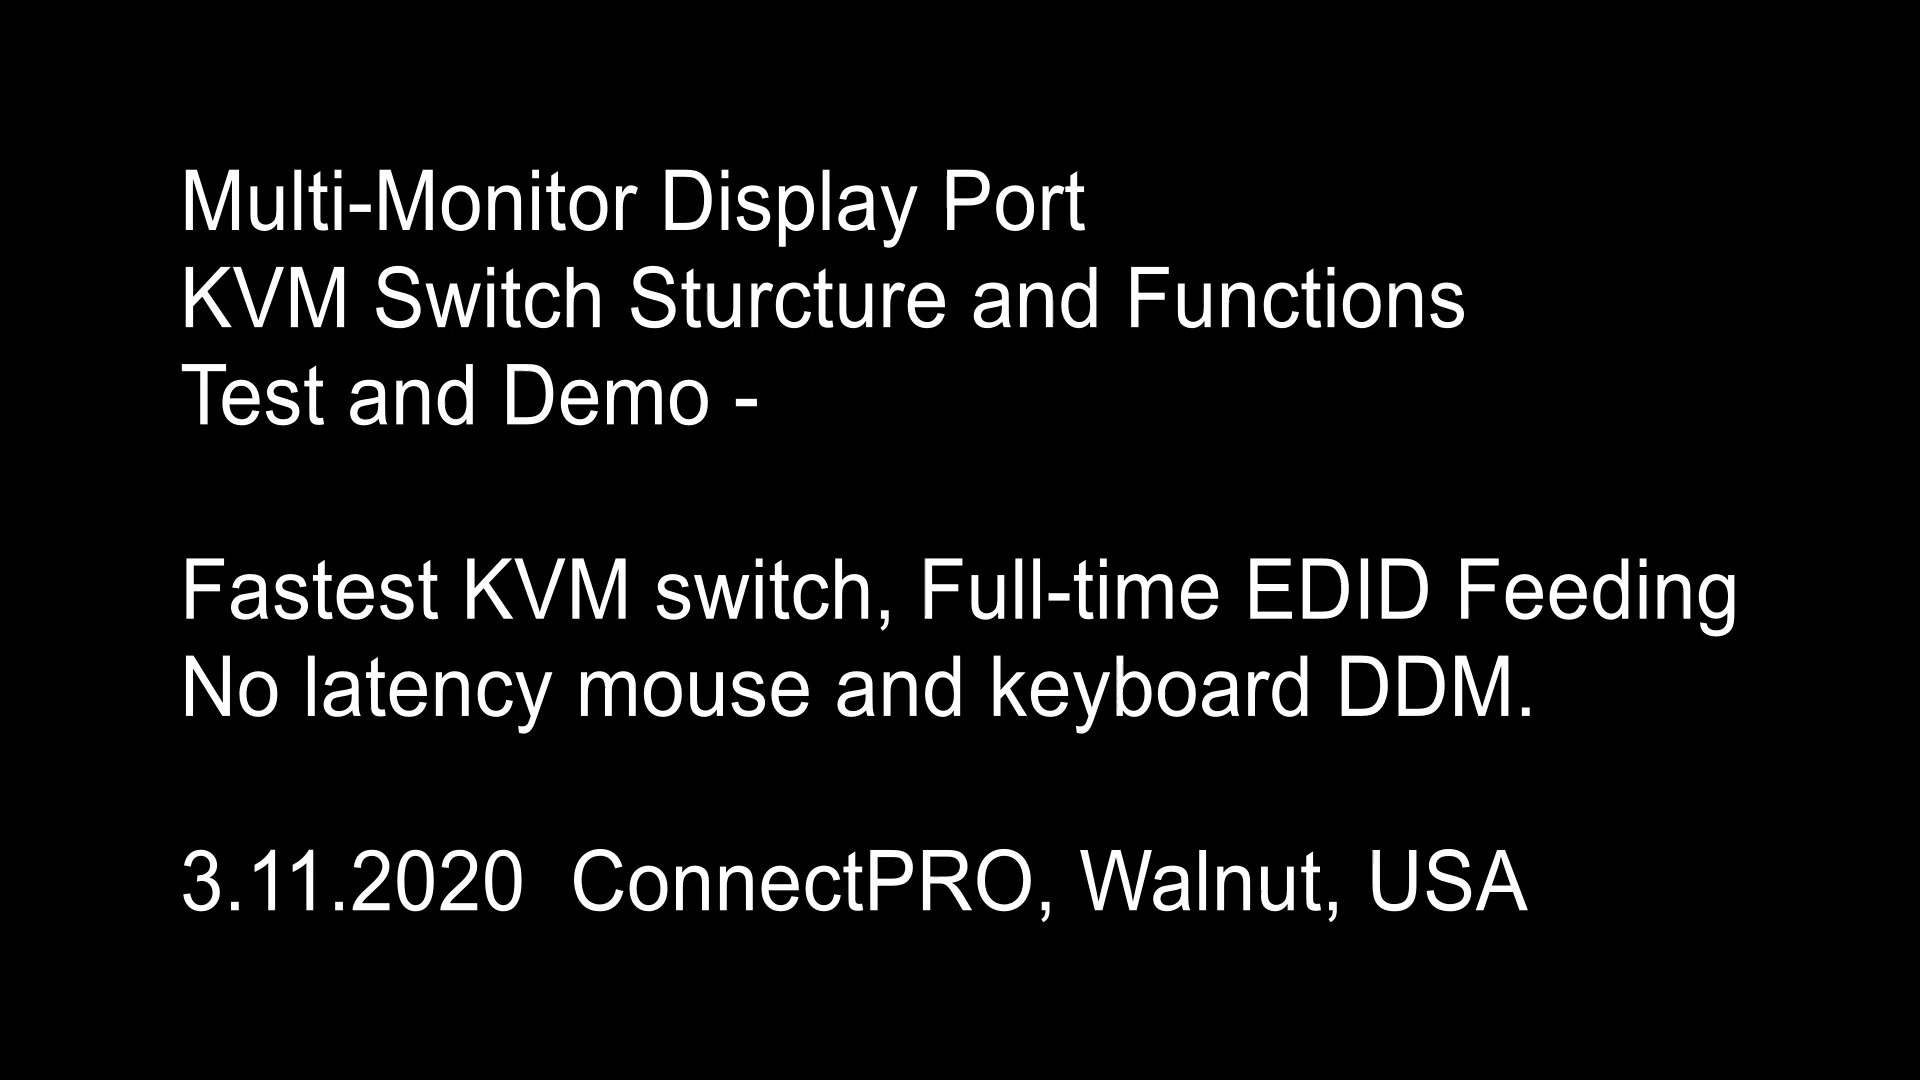 Multi-Monitor Display Port
KVM Switch Sturcture and Functions
Test and Demo -
Fastest KVM switch, Full-time EDID Feeding
No latency mouse and keyboard DDM.
3.11.2020  ConnectPRO, Walnut, USA